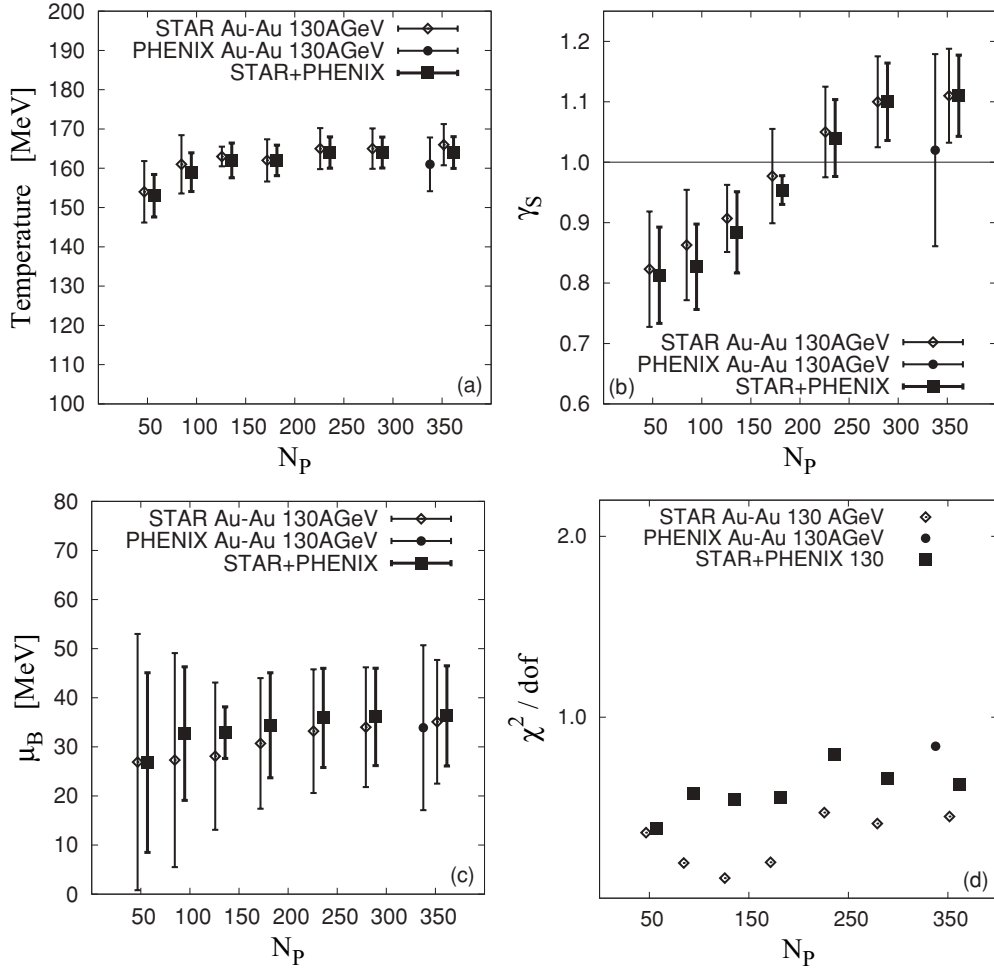 STAR Au-Au 130AGeV
PHENIX Au-Au 130AGeV
STAR+PHENIX
200
190
180
170
160
150
140
130
120
110
100
Temperature [MeV]
(a)
50 100 150 200 250 300 350
N_P
1.2
1.1
1.0
0.9
0.8
0.7
0.6
γ_S
STAR Au-Au 130AGeV
PHENIX Au-Au 130AGeV
STAR+PHENIX
(b)
50 100 150 200 250 300 350
N_P
STAR Au-Au 130AGeV
PHENIX Au-Au 130AGeV
STAR+PHENIX
80
70
60
50
40
30
20
10
0
μ_B [MeV]
(c)
50 100 150 200 250 300 350
N_P
STAR Au-Au 130 AGeV
PHENIX Au-Au 130AGeV
STAR+PHENIX 130
2.0
1.0
χ² / dof
(d)
50 150 250 350
N_P